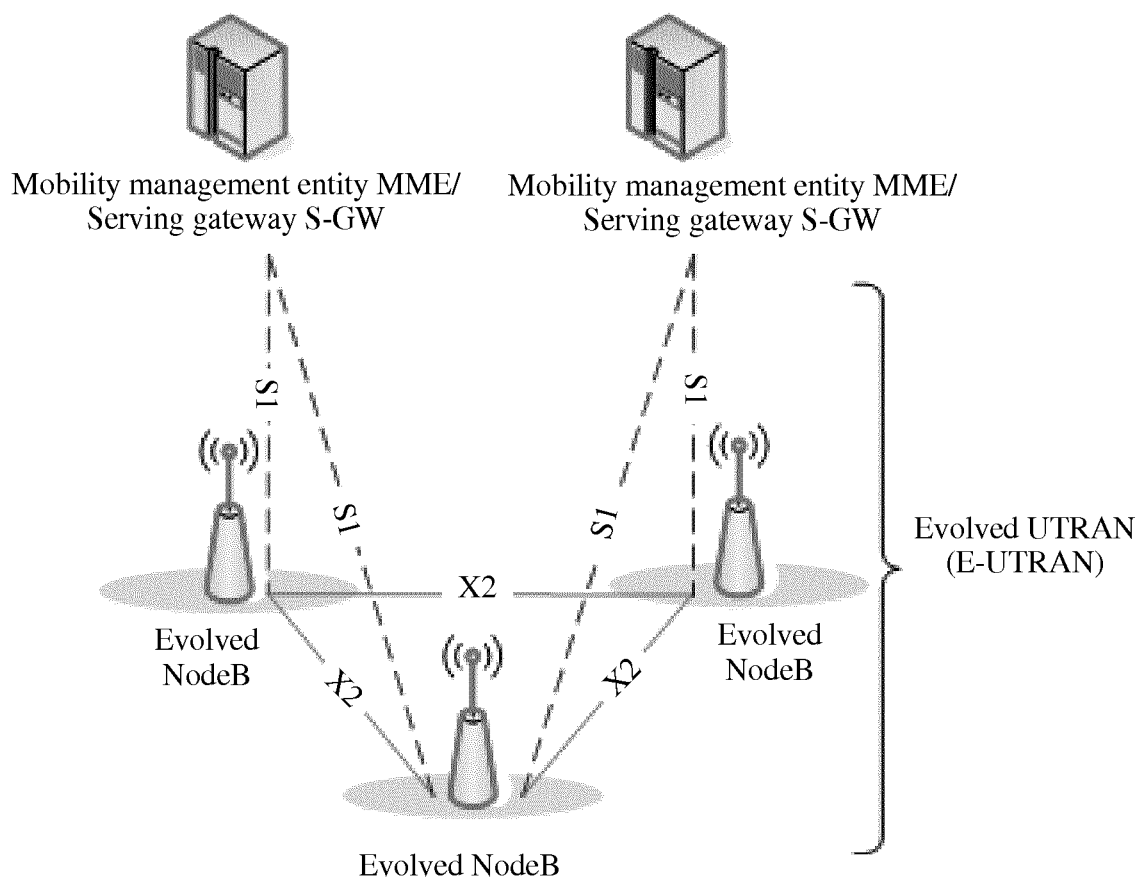 Mobility management entity MME/
Serving gateway S-GW
Mobility management entity MME/
Serving gateway S-GW
S1
S1
S1
S1
X2
Evolved UTRAN
(E-UTRAN)
Evolved
NodeB
Evolved
NodeB
X2
X2
Evolved NodeB